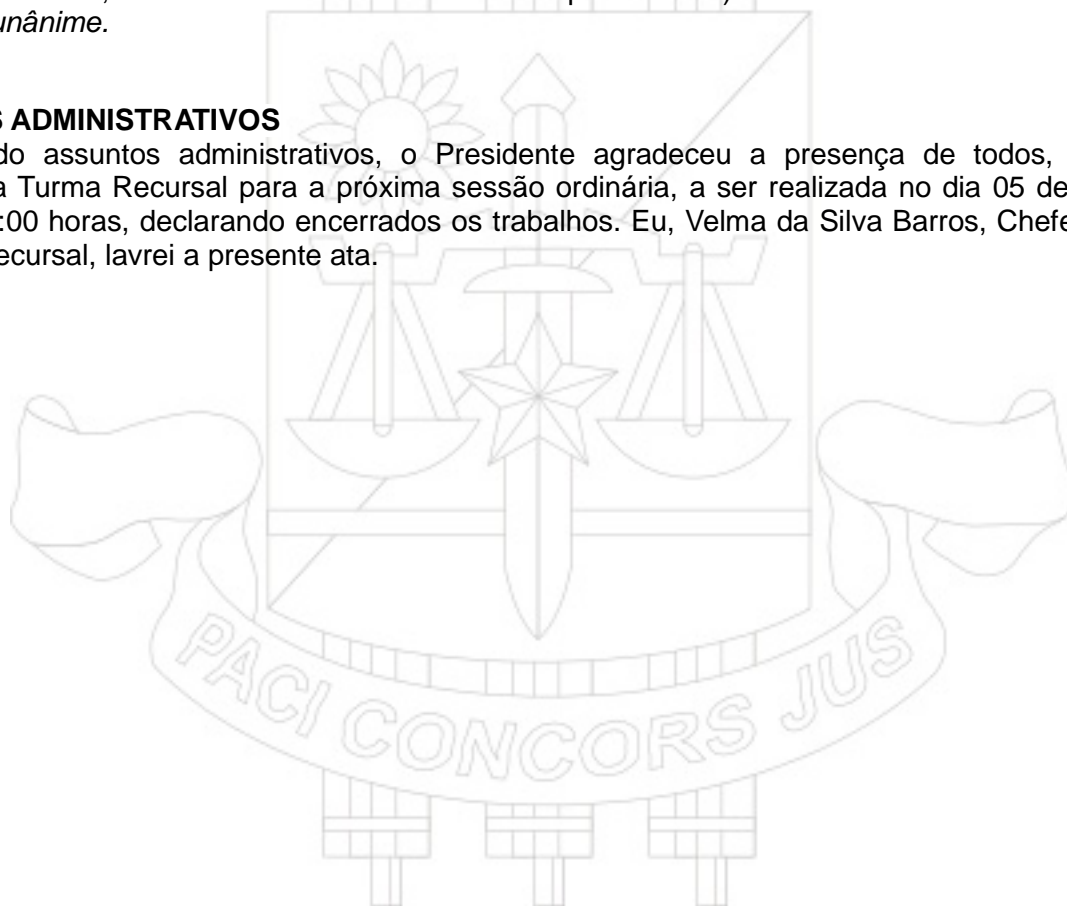 unânime.
S ADMINISTRATIVOS
do assuntos administrativos, o Presidente agradeceu a presença de todos,
a Turma Recursal para a próxima sessão ordinária, a ser realizada no dia 05 de
:00 horas, declarando encerrados os trabalhos. Eu, Velma da Silva Barros, Chefe
ecursal, lavrei a presente ata.
PACI CONCORS JUS